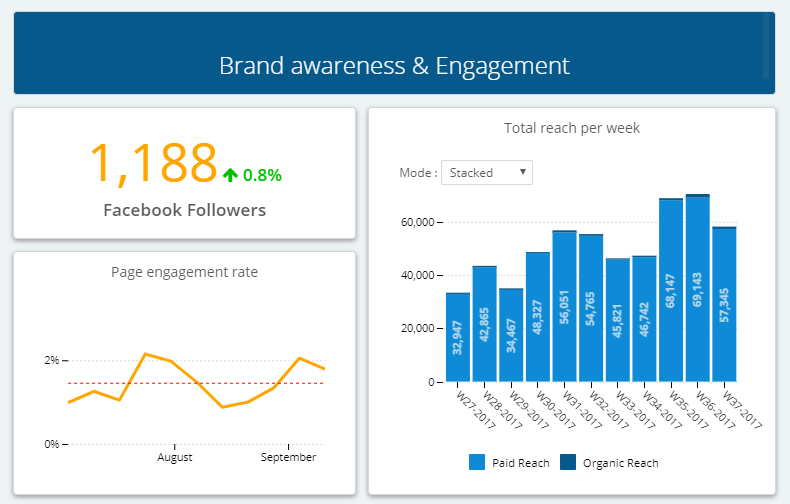 Brand awareness & Engagement
1,188 0.8%
Facebook Followers
Page engagement rate
2%
0%
August September
Total reach per week
Mode : Stacked
60,000
40,000
20,000
0
32,947 42,865 34,467 48,327 56,051 54,765 45,821 46,742 68,147 69,143 57,345
W27-2017 W28-2017 W29-2017 W30-2017 W31-2017 W32-2017 W33-2017 W34-2017 W35-2017 W36-2017 W37-2017
Paid Reach Organic Reach